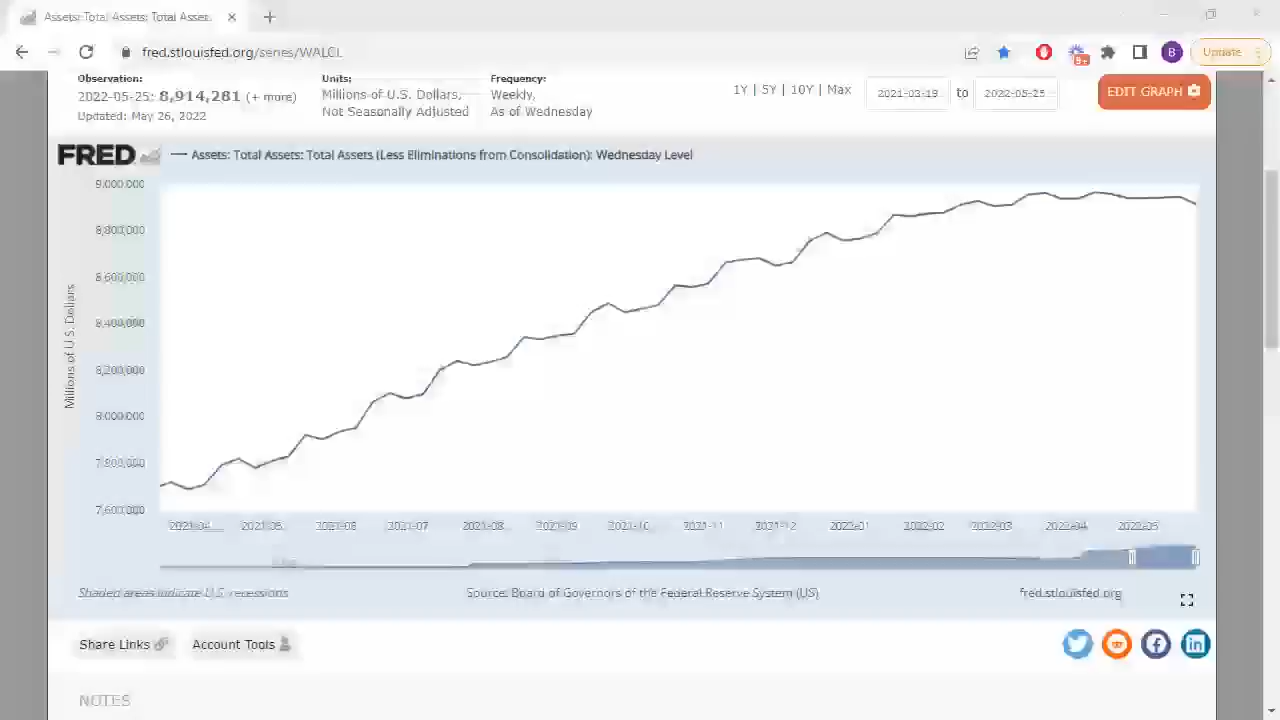 Assets: Total Assets: Total Asset
fred.stlouisfed.org/series/WALCL
9+
B
Update
Observation:
2022-05-25: 8,914,281 (+ more)
Updated: May 26, 2022
Units:
Millions of U.S. Dollars,
Not Seasonally Adjusted
Frequency:
Weekly,
As of Wednesday
1Y | 5Y | 10Y | Max
2021-03-19 to 2022-05-25
EDIT GRAPH
FRED
Assets: Total Assets: Total Assets (Less Eliminations from Consolidation): Wednesday Level
Millions of U.S. Dollars
9,000,000
8,800,000
8,600,000
8,400,000
8,200,000
8,000,000
7,800,000
7,600,000
2021-04 2021-05 2021-06 2021-07 2021-08 2021-09 2021-10 2021-11 2021-12 2022-01 2022-02 2022-03 2022-04 2022-05
Shaded areas indicate U.S. recessions
Source: Board of Governors of the Federal Reserve System (US)
fred.stlouisfed.org
Share Links
Account Tools
NOTES